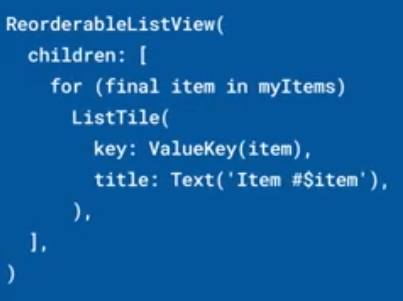 ReorderableListView(
  children: [
    for (final item in myItems)
      ListTile(
        key: ValueKey(item),
        title: Text('Item #$item'),
      ),
  ],
)